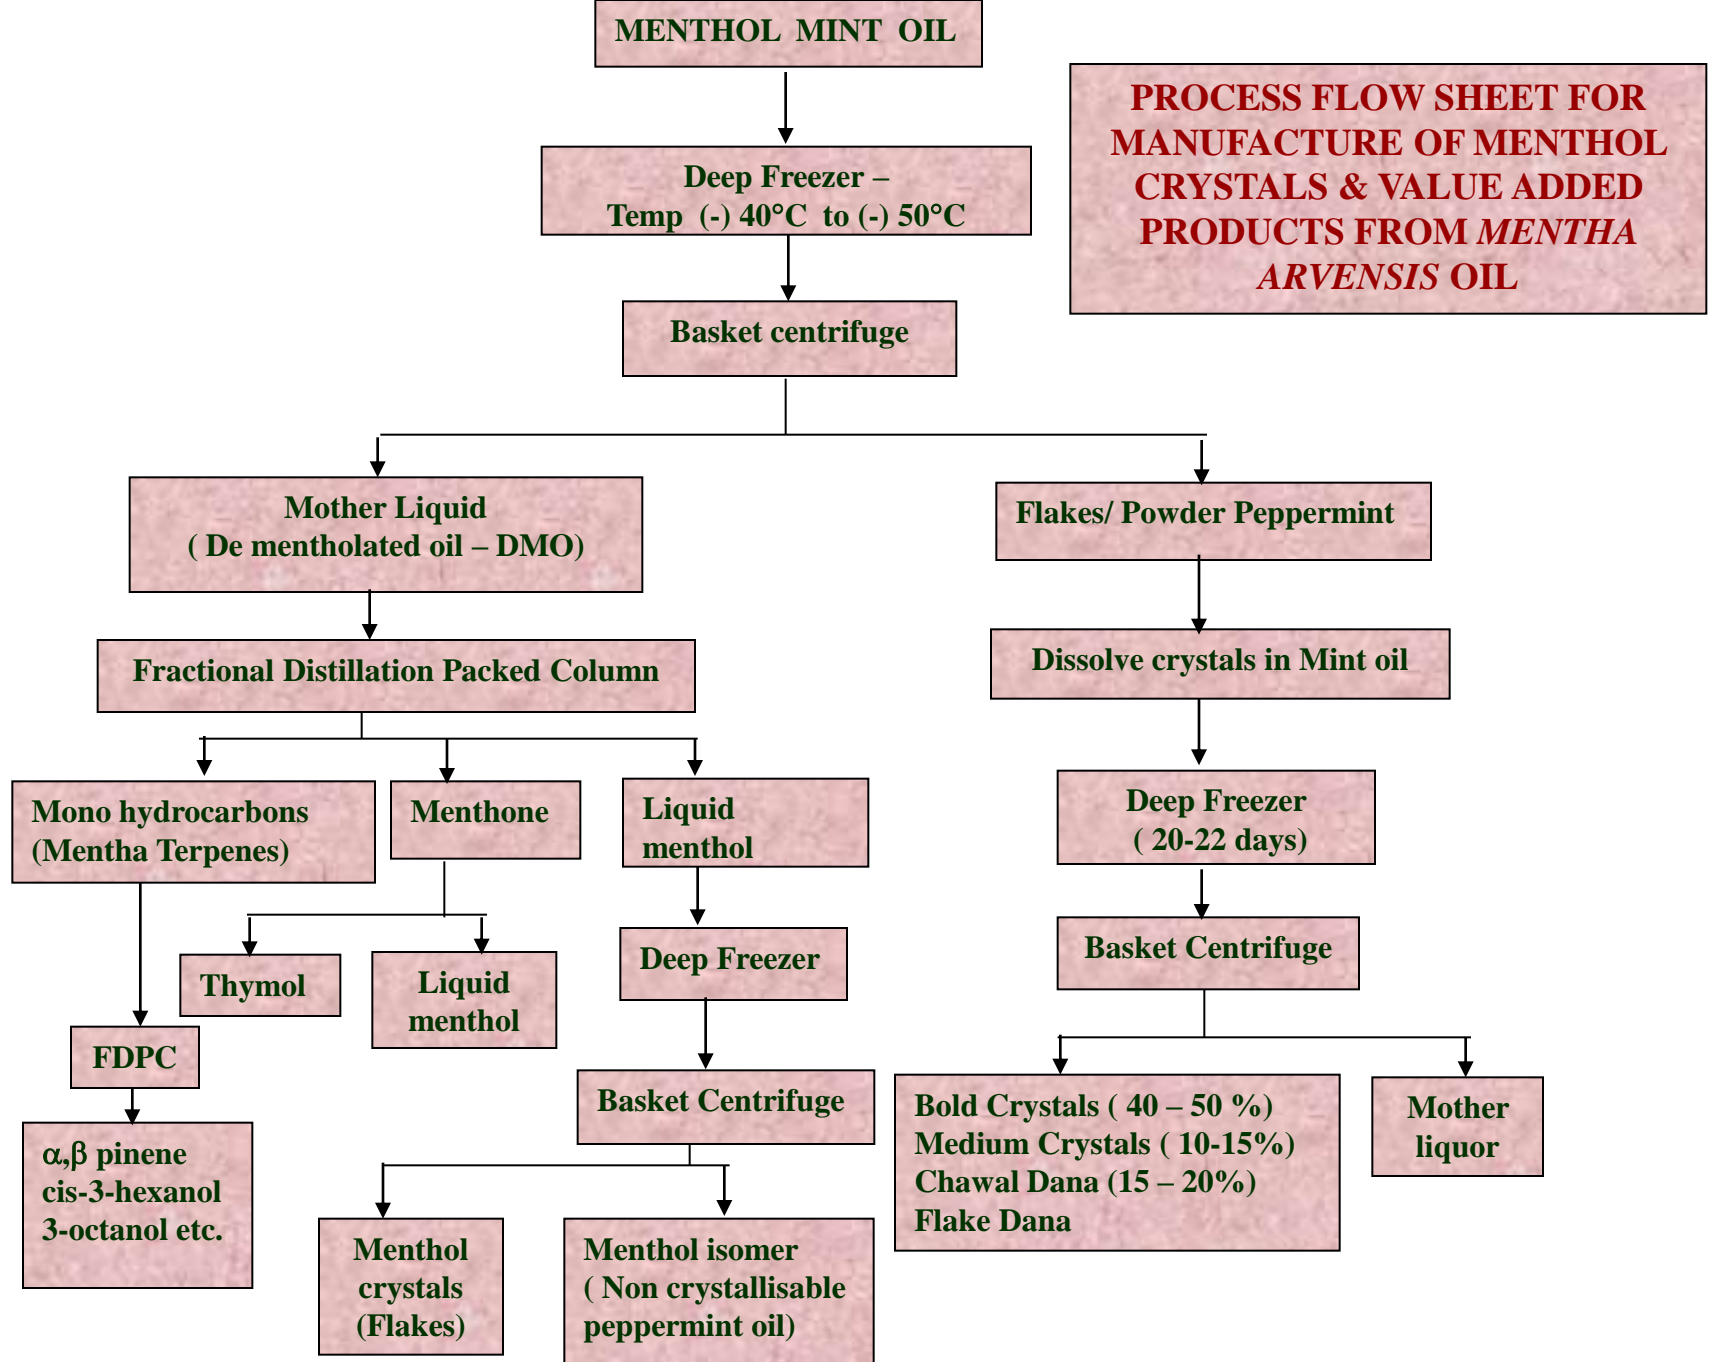 MENTHOL MINT OIL
PROCESS FLOW SHEET FOR
MANUFACTURE OF MENTHOL
CRYSTALS & VALUE ADDED
PRODUCTS FROM MENTHA
ARVENSIS OIL
Deep Freezer –
Temp (-) 40°C to (-) 50°C
Basket centrifuge
Mother Liquid
( De mentholated oil – DMO)
Flakes/ Powder Peppermint
Fractional Distillation Packed Column
Dissolve crystals in Mint oil
Mono hydrocarbons
(Mentha Terpenes)
Menthone
Liquid
menthol
Deep Freezer
( 20-22 days)
Thymol
Liquid
menthol
Deep Freezer
Basket Centrifuge
FDPC
Basket Centrifuge
Bold Crystals ( 40 – 50 %)
Medium Crystals ( 10-15%)
Chawal Dana (15 – 20%)
Flake Dana
Mother
liquor
α,β pinene
cis-3-hexanol
3-octanol etc.
Menthol
crystals
(Flakes)
Menthol isomer
( Non crystallisable
peppermint oil)